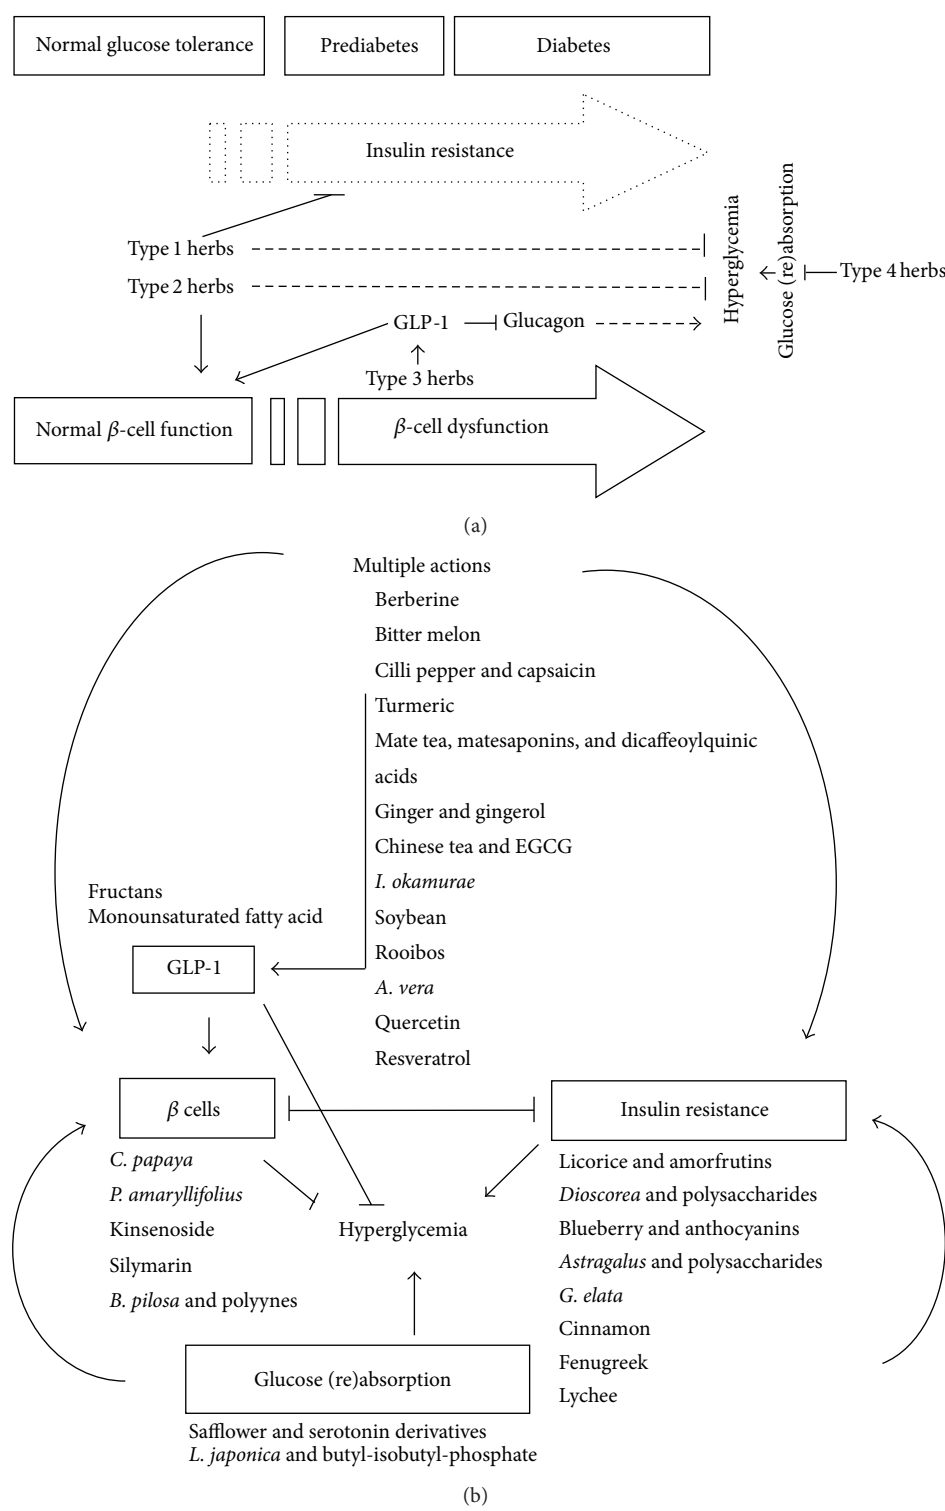 Normal glucose tolerance
Prediabetes
Diabetes
Insulin resistance
Type 1 herbs
Type 2 herbs
GLP-1
Glucagon
Type 3 herbs
Hyperglycemia
Glucose (re)absorption
Type 4 herbs
Normal β-cell function
β-cell dysfunction
(a)
Multiple actions
Berberine
Bitter melon
Cilli pepper and capsaicin
Turmeric
Mate tea, matesaponins, and dicaffeoylquinic
acids
Ginger and gingerol
Chinese tea and EGCG
I. okamurae
Soybean
Rooibos
A. vera
Quercetin
Resveratrol
Fructans
Monounsaturated fatty acid
GLP-1
β cells
C. papaya
P. amaryllifolius
Kinsenoside
Silymarin
B. pilosa and polyynes
Hyperglycemia
Insulin resistance
Licorice and amorfrutins
Dioscorea and polysaccharides
Blueberry and anthocyanins
Astragalus and polysaccharides
G. elata
Cinnamon
Fenugreek
Lychee
Glucose (re)absorption
Safflower and serotonin derivatives
L. japonica and butyl-isobutyl-phosphate
(b)